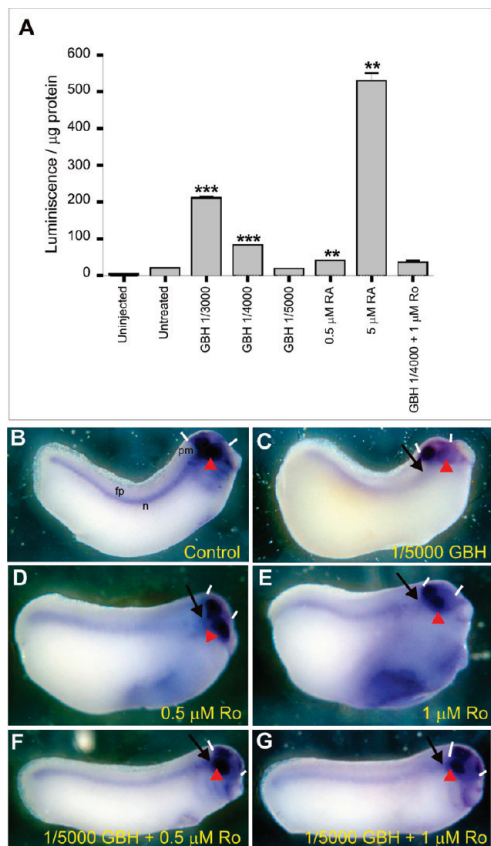 A
Luminiscence / µg protein
600
500
400
300
200
100
0
***
***
**
**
Uninjected
Untreated
GBH 1/3000
GBH 1/4000
GBH 1/5000
0.5 µM RA
5 µM RA
GBH 1/4000 + 1 µM Ro
B
pm
fp
n
Control
C
1/5000 GBH
D
0.5 µM Ro
E
1 µM Ro
F
1/5000 GBH + 0.5 µM Ro
G
1/5000 GBH + 1 µM Ro